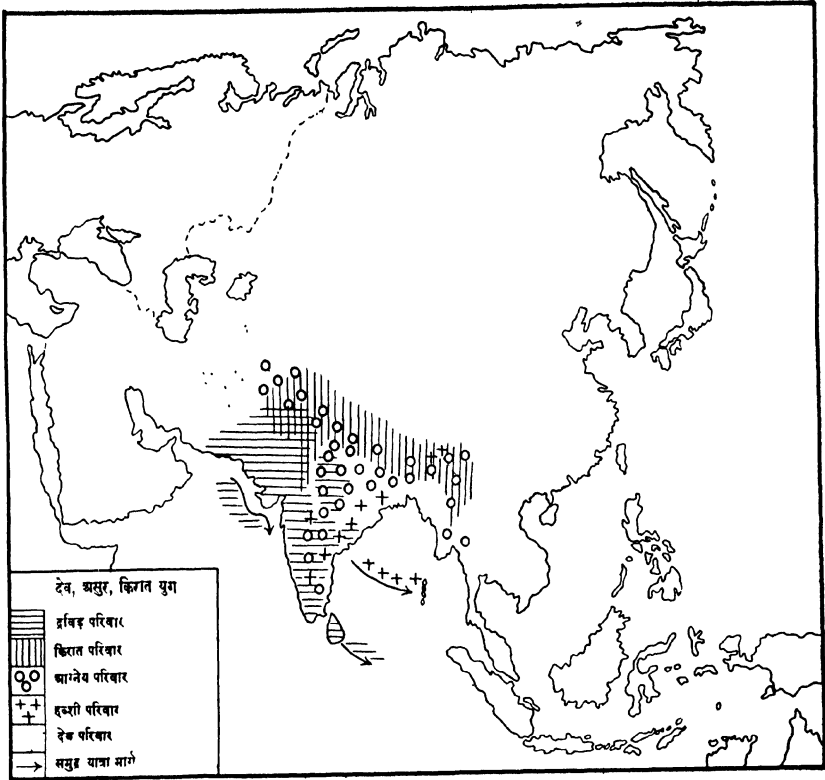 देव, असुर, किरात युग
द्रविड़ परिवार
किरात परिवार
आग्नेय परिवार
हब्शी परिवार
देव परिवार
समुद्र यात्रा मार्ग